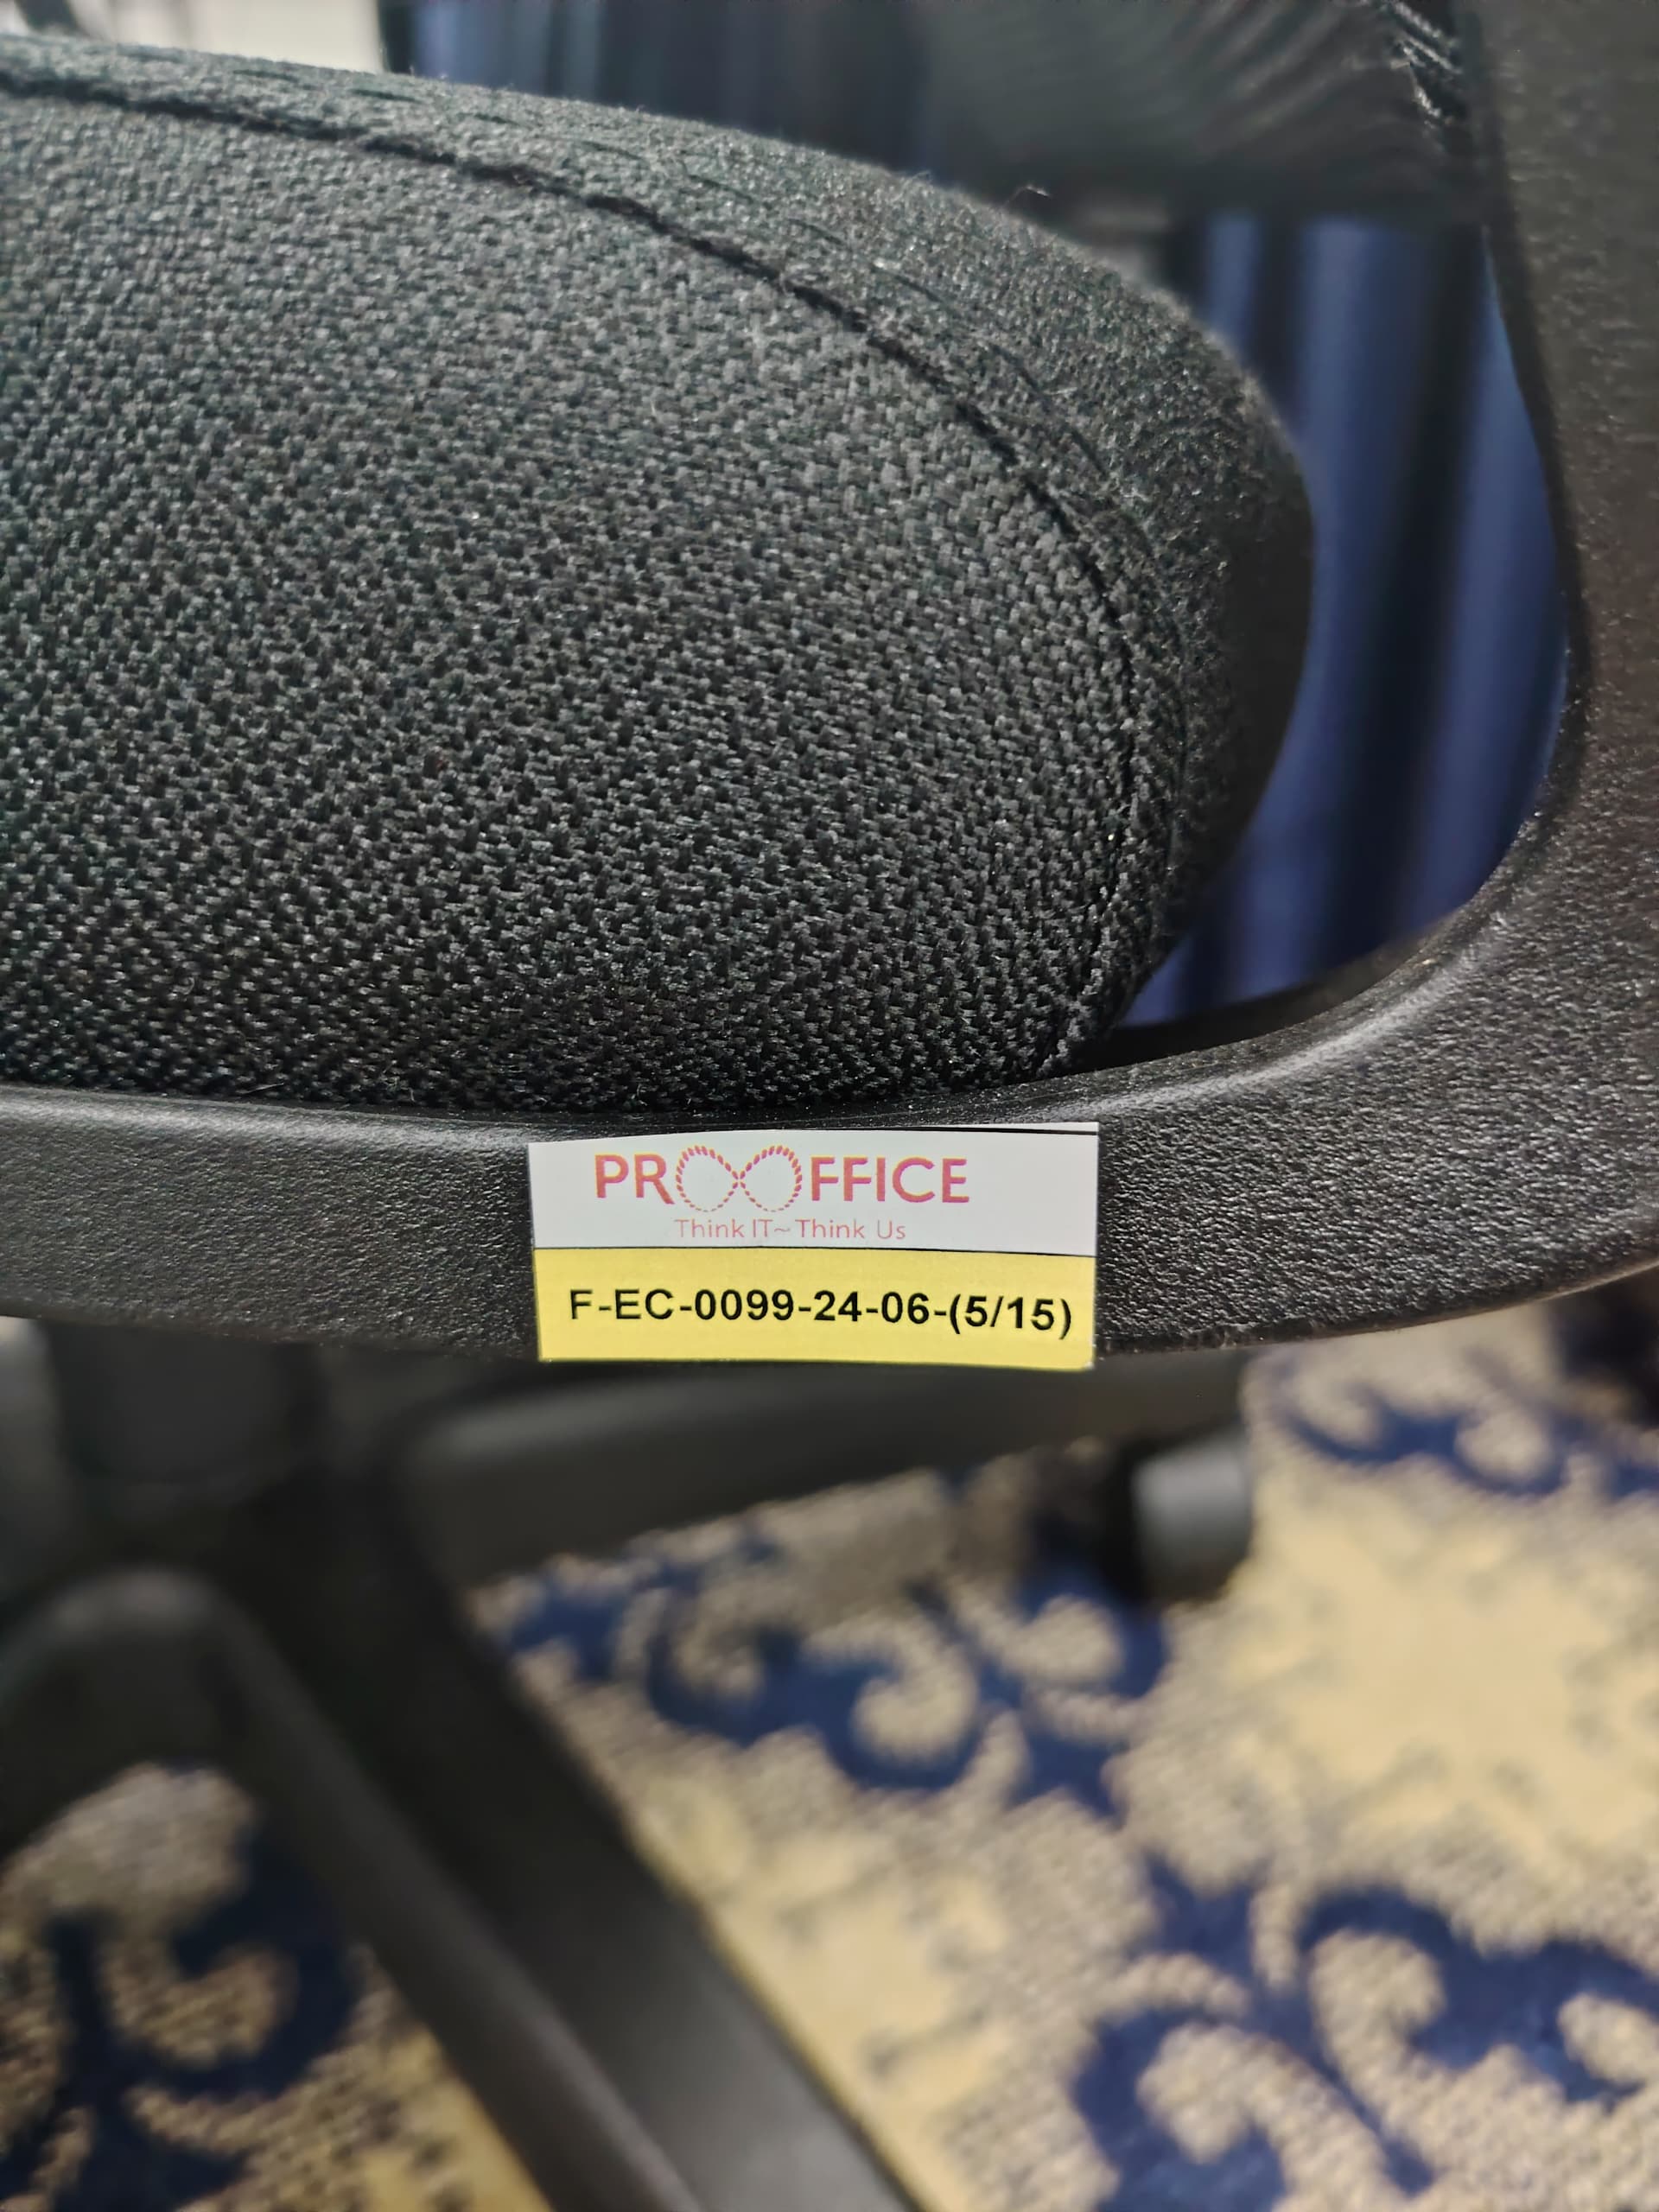 PROOFFICE
Think IT~Think Us
F-EC-0099-24-06-(5/15)